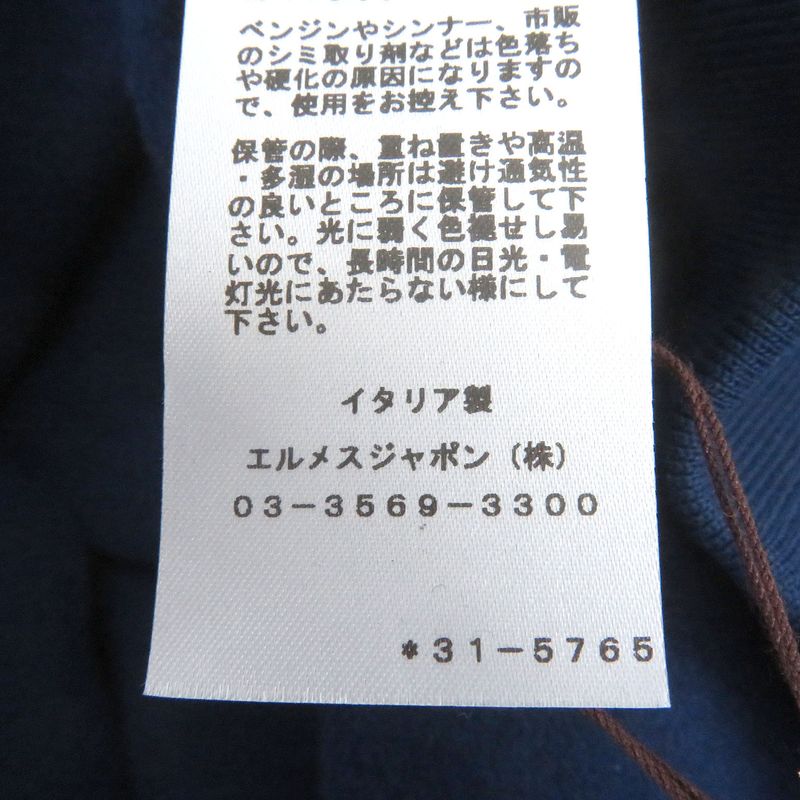 ベンジンやシンナー、市販
のシミ取り剤などは色落ち
や硬化の原因になりますの
で、使用をお控え下さい。
保管の際、重ね置きや高温
・多湿の場所は避け通気性
の良いところに保管して下
さい。光に弱く色褪せし易
いので、長時間の日光・電
灯光にあたらない様にして
下さい。
イタリア製
エルメスジャポン（株）
03-3569-3300
*31-5765